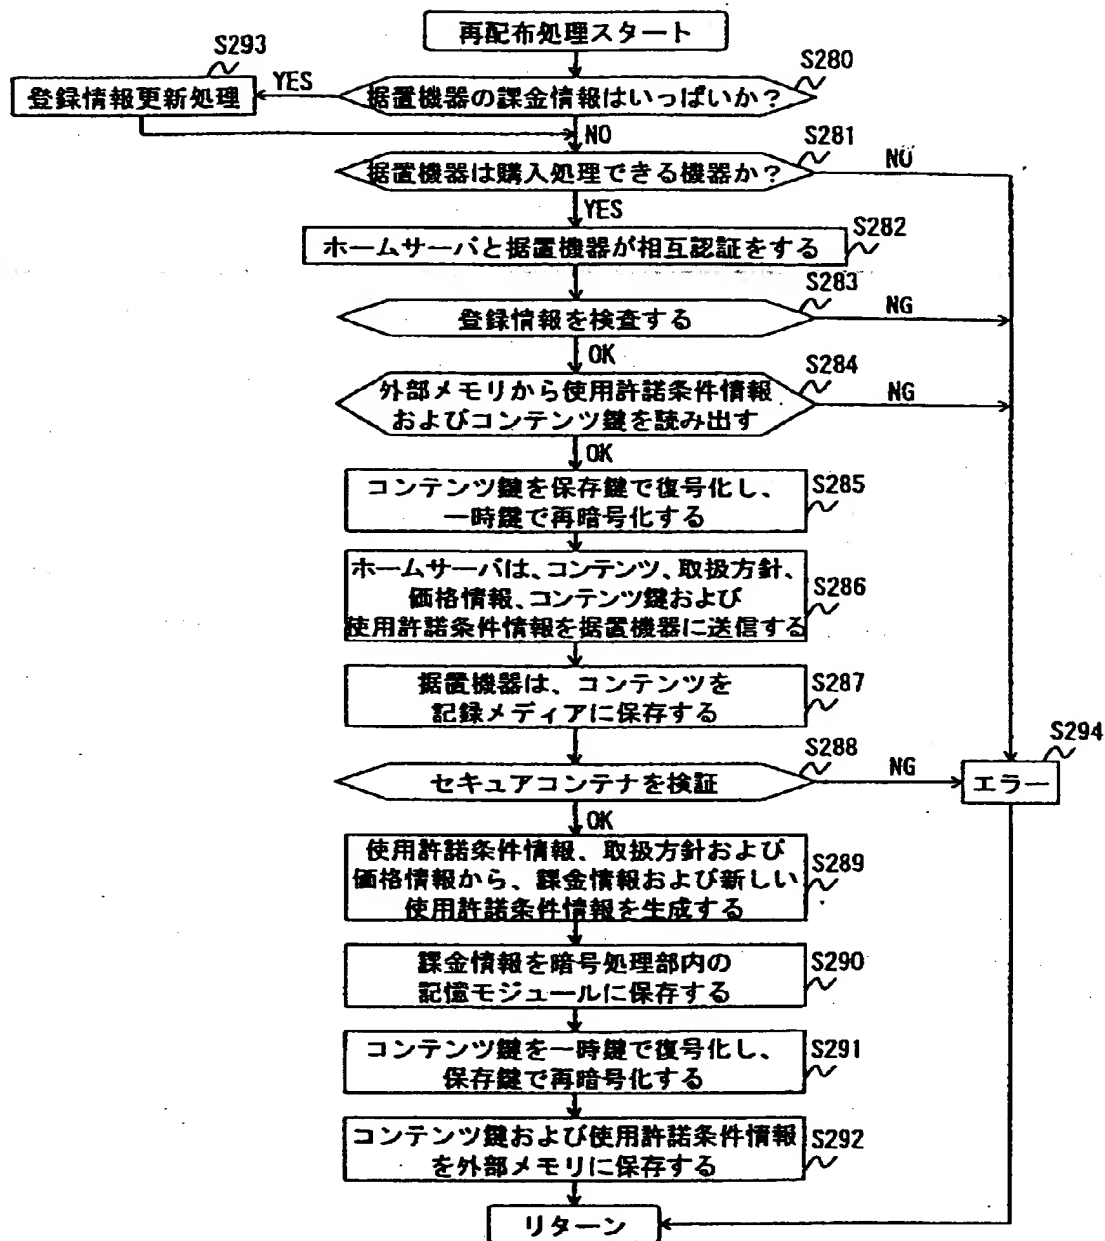 再配布処理スタート
S293
S280
YES
登録情報更新処理
据置機器の課金情報はいっぱいか?
NO
S281
据置機器は購入処理できる機器か?
NO
YES
S282
ホームサーバと据置機器が相互認証をする
S283
登録情報を検査する
NG
OK
S284
外部メモリから使用許諾条件情報
およびコンテンツ鍵を読み出す
NG
OK
コンテンツ鍵を保存鍵で復号化し、
一時鍵で再暗号化する
S285
ホームサーバは、コンテンツ、取扱方針、
価格情報、コンテンツ鍵および
使用許諾条件情報を据置機器に送信する
S286
据置機器は、コンテンツを
記録メディアに保存する
S287
S288
セキュアコンテナを検証
NG
S294
エラー
OK
使用許諾条件情報、取扱方針および
価格情報から、課金情報および新しい
使用許諾条件情報を生成する
S289
課金情報を暗号処理部内の
記憶モジュールに保存する
S290
コンテンツ鍵を一時鍵で復号化し、
保存鍵で再暗号化する
S291
コンテンツ鍵および使用許諾条件情報
を外部メモリに保存する
S292
リターン